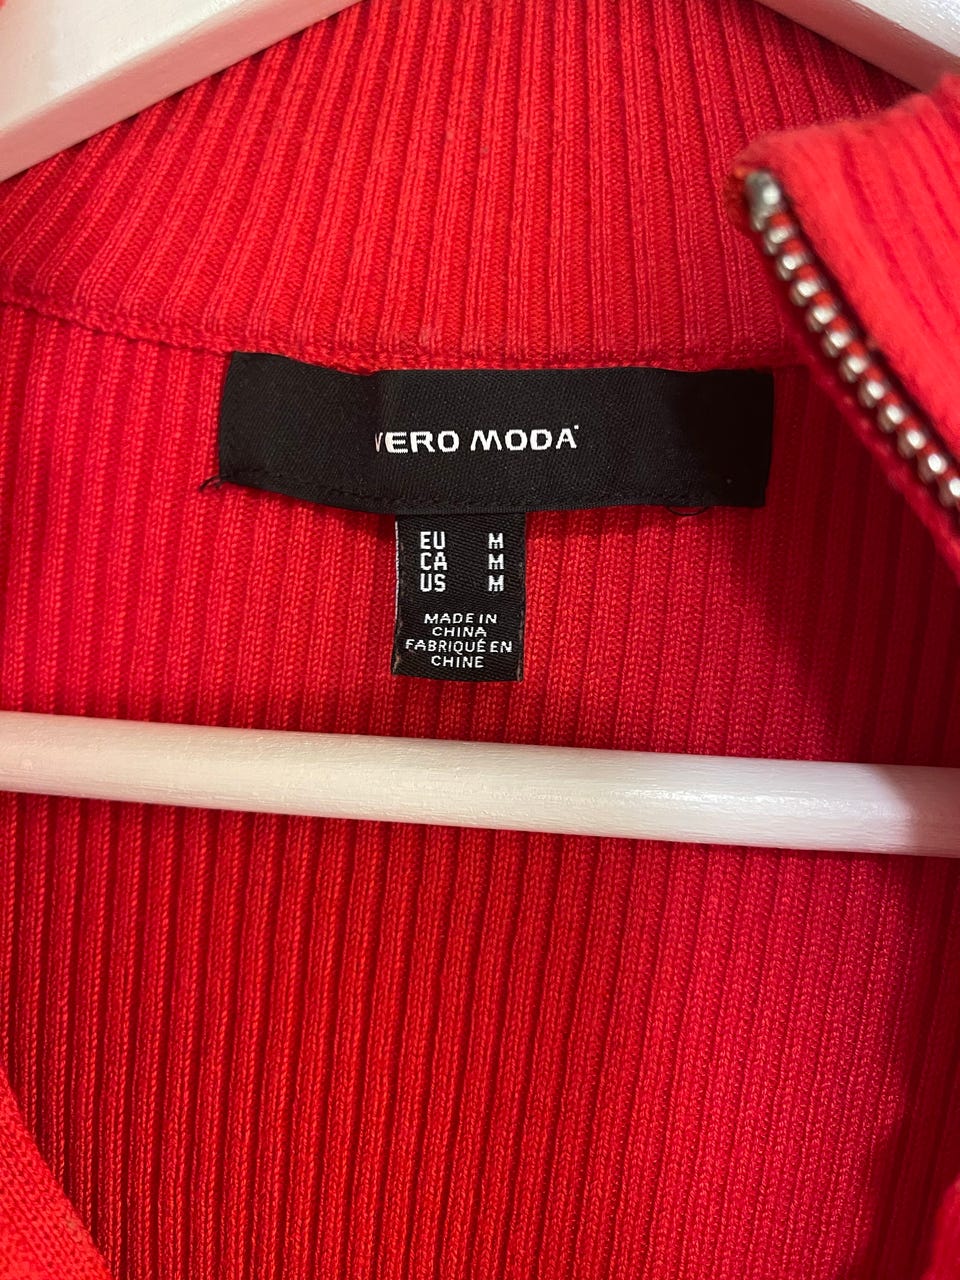 VERO MODA
EU M
CA M
US M
MADE IN
CHINA
FABRIQUÉ EN
CHINE